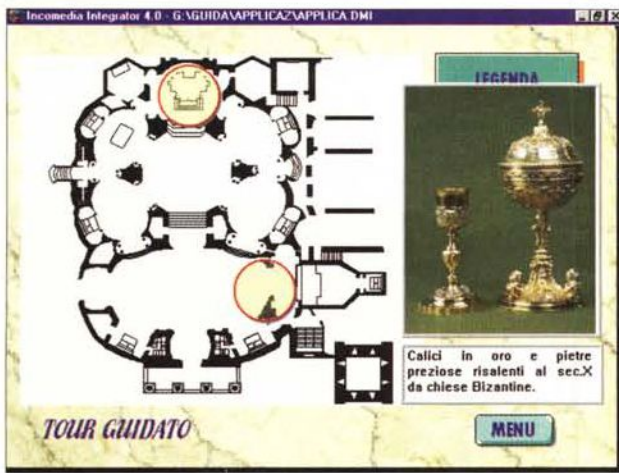 Incomedia Integrator 4.0 - G:\GUIDA\APPLICAZ\APPLICA.DMI
LEGENDA
Calici in oro e pietre
preziose risalenti al sec.X
da chiese Bizantine.
TOUR GUIDATO
MENU